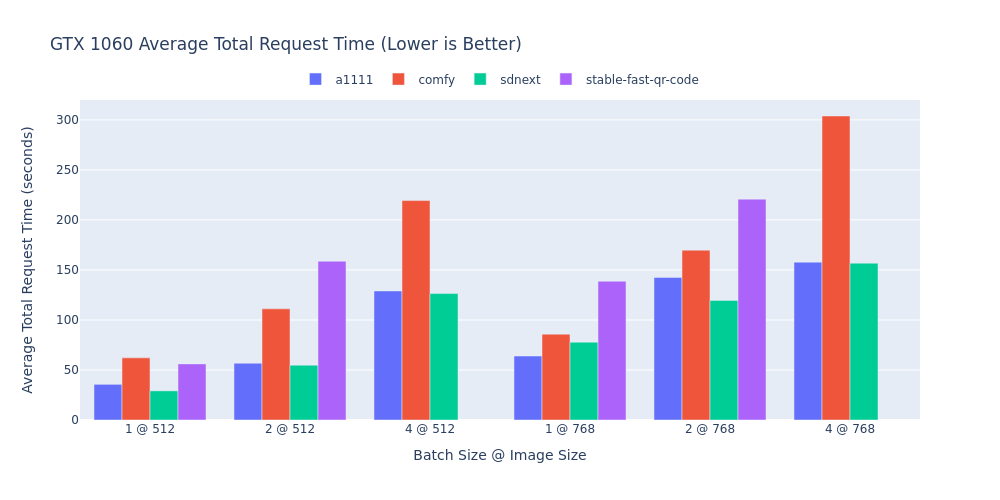 GTX 1060 Average Total Request Time (Lower is Better)
a1111 comfy sdnext stable-fast-qr-code
Average Total Request Time (seconds)
300
250
200
150
100
50
0
1 @ 512 2 @ 512 4 @ 512 1 @ 768 2 @ 768 4 @ 768
Batch Size @ Image Size